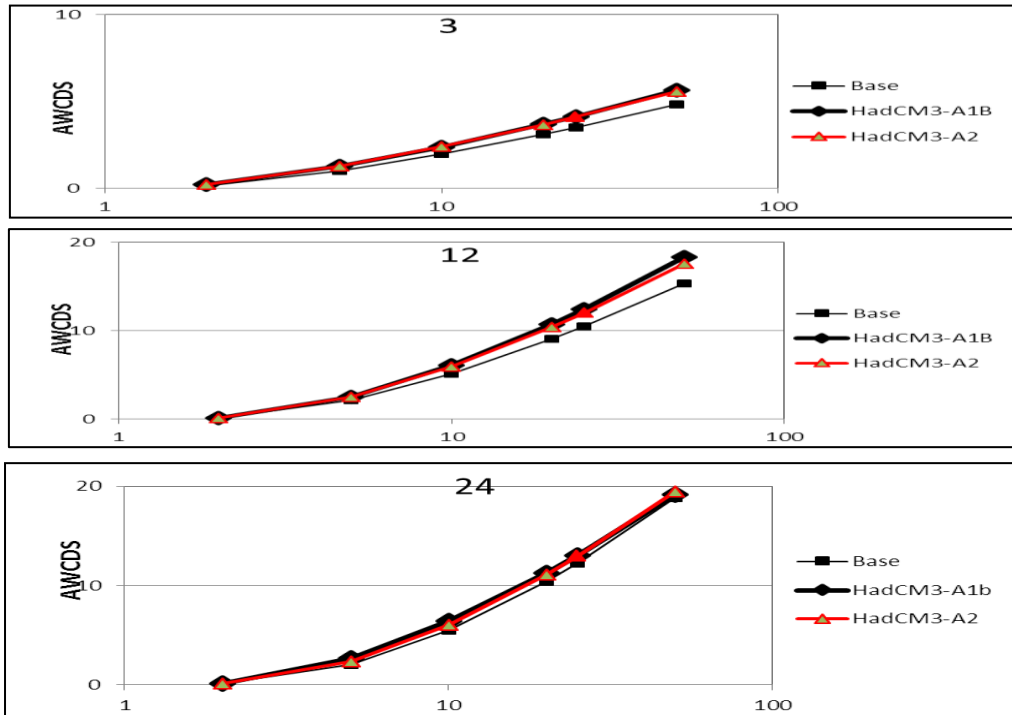 10
3
AWCDS
0
1 10 100
Base
HadCM3-A1B
HadCM3-A2
20
12
AWCDS
10
0
1 10 100
Base
HadCM3-A1B
HadCM3-A2
20
24
AWCDS
10
0
1 10 100
Base
HadCM3-A1b
HadCM3-A2